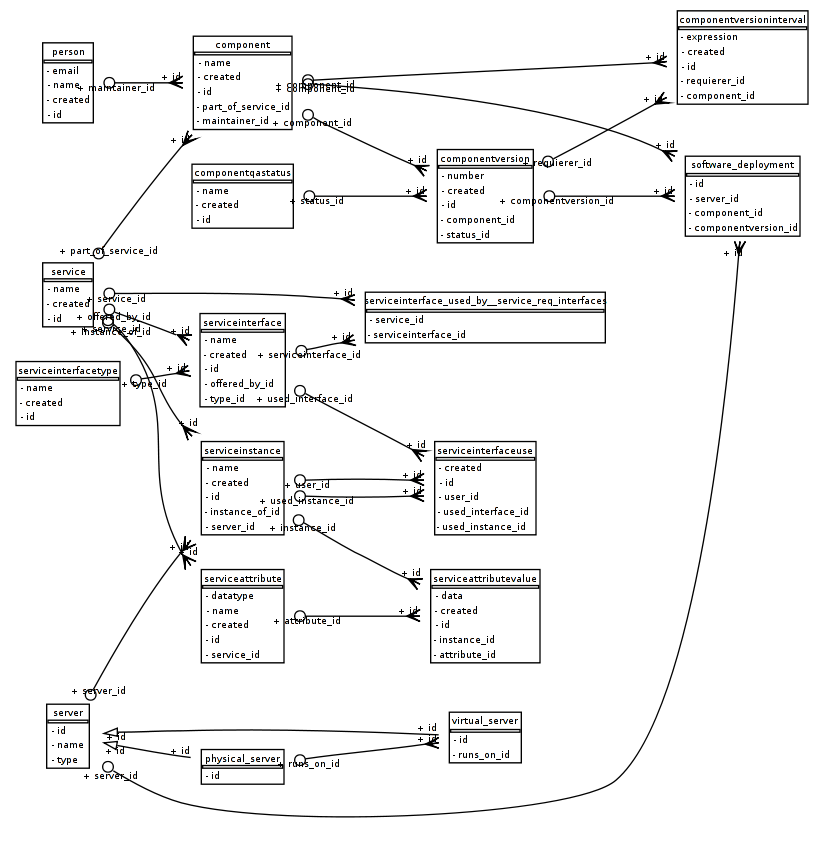 person
- email
- name
- created
- id
+ maintainer_id
+ id
component
- name
- created
- id
- part_of_service_id
- maintainer_id
+ id
+ component_id
+ component_id
+ component_id
componentversioninterval
- expression
- created
- id
- requierer_id
- component_id
+ id
+ id
componentqastatus
- name
- created
- id
+ status_id
+ id
+ id
componentversion
- number
- created
- id
- component_id
- status_id
+ requierer_id
+ componentversion_id
+ id
software_deployment
- id
- server_id
- component_id
- componentversion_id
+ id
+ part_of_service_id
service
- name
- created
- id
+ service_id
+ offered_by_id
+ service_id
+ instance_of_id
+ id
serviceinterface_used_by__service_req_interfaces
- service_id
- serviceinterface_id
+ id
+ id
serviceinterface
- name
- created
- id
- offered_by_id
- type_id
+ serviceinterface_id
+ used_interface_id
serviceinterfacetype
- name
- created
- id
+ type_id
+ id
+ id
serviceinstance
- name
- created
- id
- instance_of_id
- server_id
+ user_id
+ used_instance_id
+ instance_id
+ id
+ id
+ id
serviceinterfaceuse
- created
- id
- user_id
- used_interface_id
- used_instance_id
+ id
+ id
serviceattribute
- datatype
- name
- created
- id
- service_id
+ attribute_id
+ id
+ id
serviceattributevalue
- data
- created
- id
- instance_id
- attribute_id
+ server_id
server
- id
- name
- type
+ id
+ id
+ server_id
+ id
physical_server
- id
+ runs_on_id
+ id
+ id
virtual_server
- id
- runs_on_id